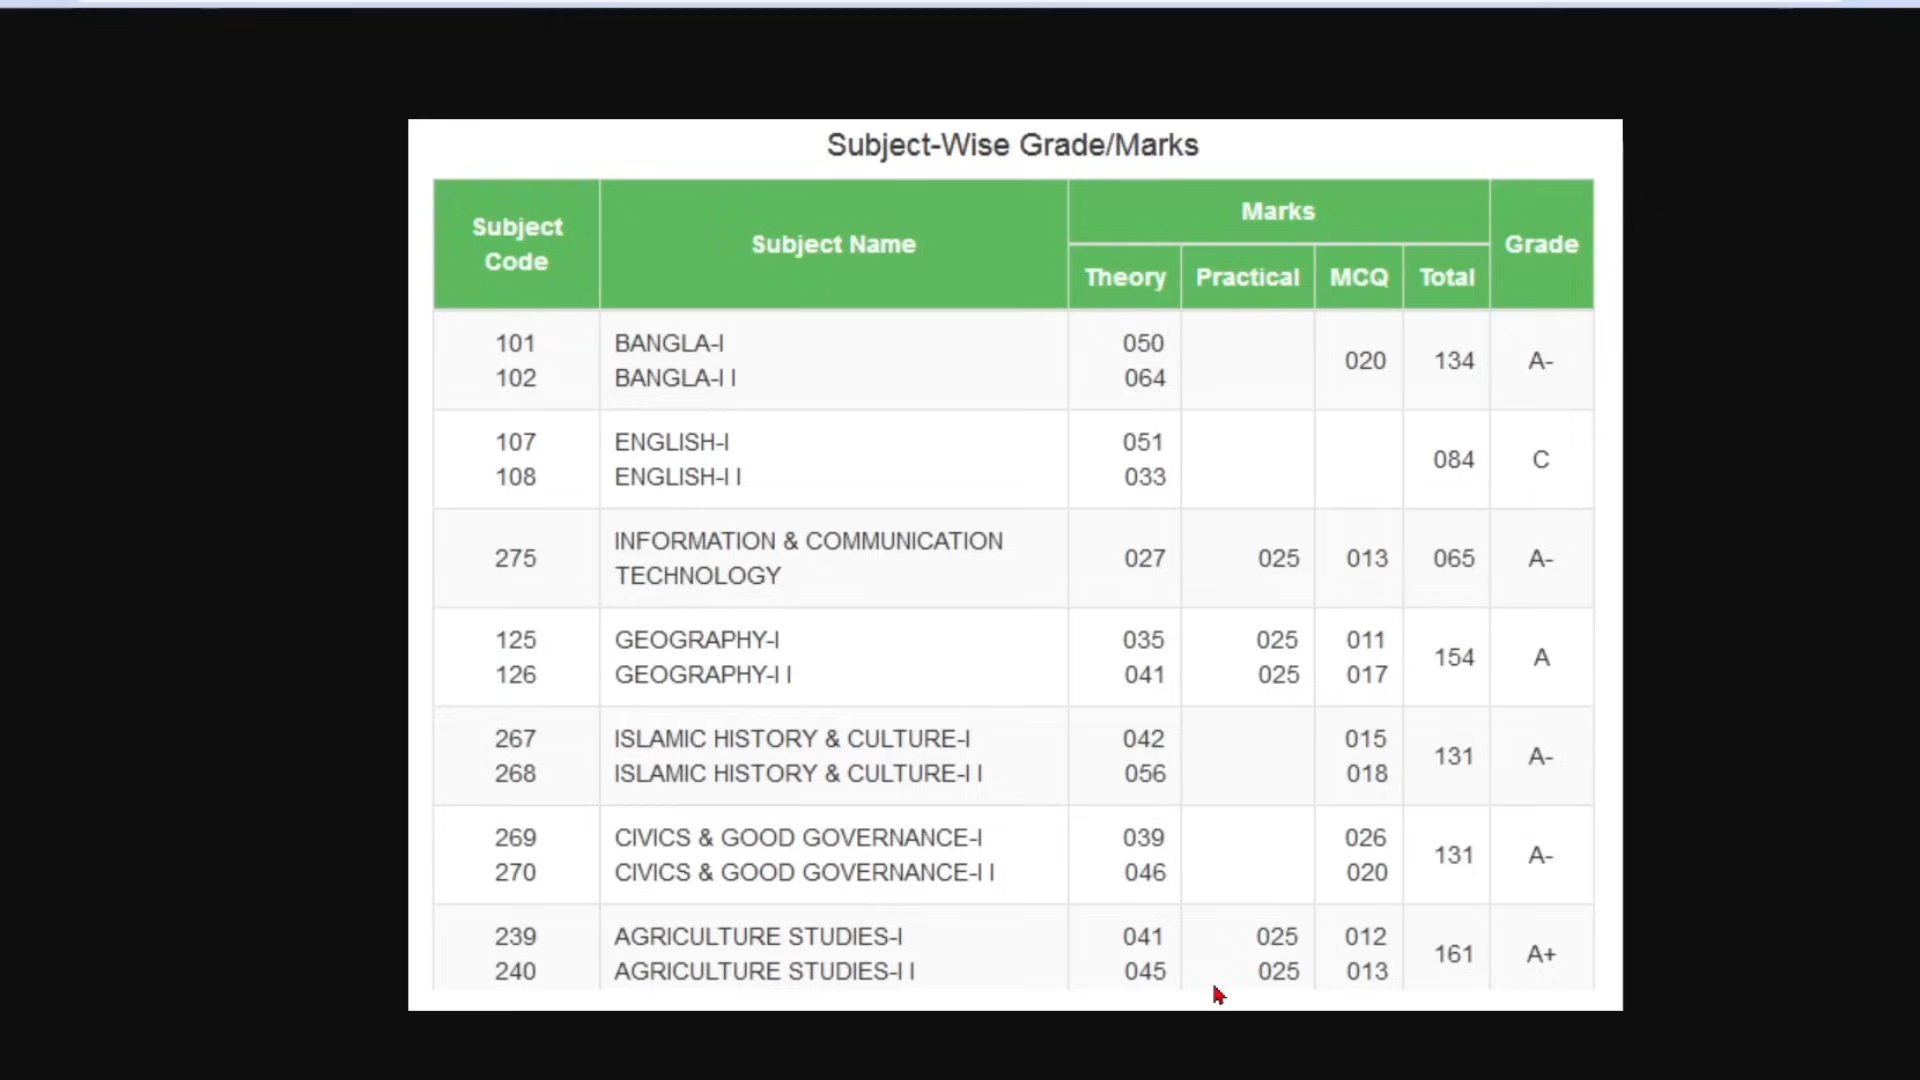 Subject-Wise Grade/Marks
Subject Code Subject Name Marks Grade
Theory Practical MCQ Total
101 BANGLA-I 050 020 134 A-
102 BANGLA-I I 064
107 ENGLISH-I 051 084 C
108 ENGLISH-I I 033
275 INFORMATION & COMMUNICATION 027 025 013 065 A-
TECHNOLOGY
125 GEOGRAPHY-I 035 025 011 154 A
126 GEOGRAPHY-I I 041 025 017
267 ISLAMIC HISTORY & CULTURE-I 042 015 131 A-
268 ISLAMIC HISTORY & CULTURE-I I 056 018
269 CIVICS & GOOD GOVERNANCE-I 039 026 131 A-
270 CIVICS & GOOD GOVERNANCE-I I 046 020
239 AGRICULTURE STUDIES-I 041 025 012 161 A+
240 AGRICULTURE STUDIES-I I 045 025 013